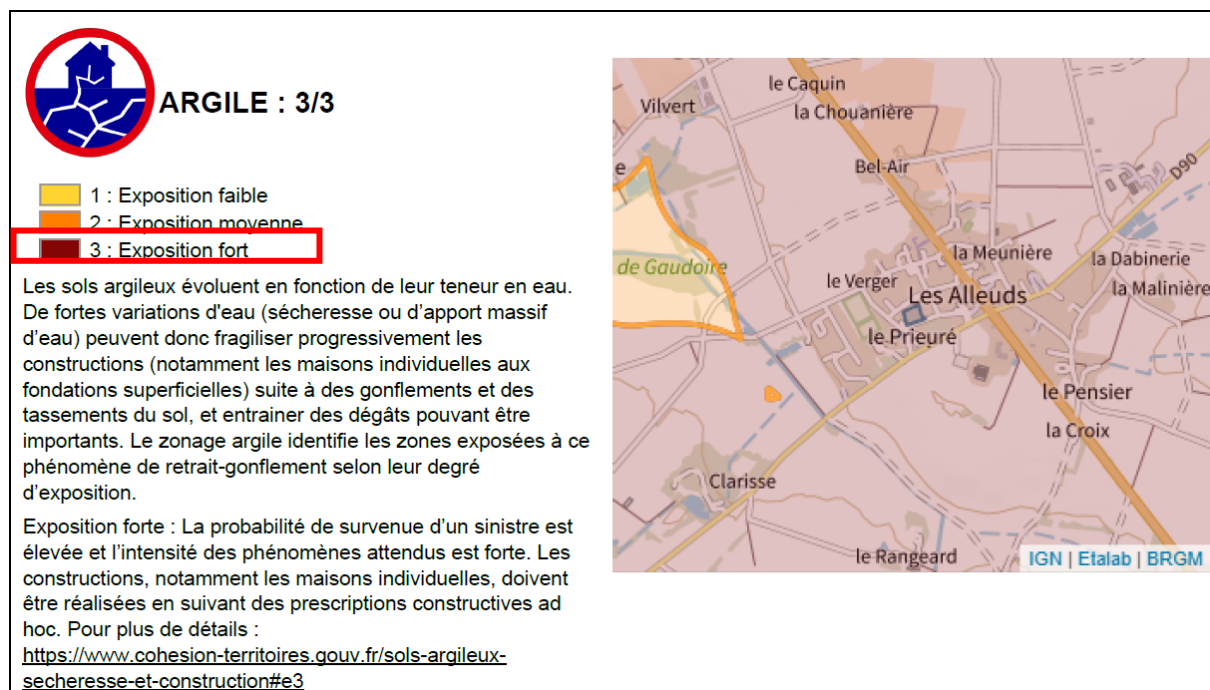 ARGILE : 3/3
1 : Exposition faible
2 : Exposition moyenne
3 : Exposition fort
Les sols argileux évoluent en fonction de leur teneur en eau.
De fortes variations d'eau (sécheresse ou d’apport massif
d’eau) peuvent donc fragiliser progressivement les
constructions (notamment les maisons individuelles aux
fondations superficielles) suite à des gonflements et des
tassements du sol, et entrainer des dégâts pouvant être
importants. Le zonage argile identifie les zones exposées à ce
phénomène de retrait-gonflement selon leur degré
d’exposition.
Exposition forte : La probabilité de survenue d’un sinistre est
élevée et l’intensité des phénomènes attendus est forte. Les
constructions, notamment les maisons individuelles, doivent
être réalisées en suivant des prescriptions constructives ad
hoc. Pour plus de détails :
https://www.cohesion-territoires.gouv.fr/sols-argileux-
secheresse-et-construction#e3
le Caquin
Vilvert
la Chouanière
Bel-Air
D90
e
la Meunière
la Dabinerie
de Gaudoire
le Verger
Les Alleuds
la Malinière
le Prieuré
le Pensier
la Croix
Clarisse
le Rangeard
IGN | Etalab | BRGM